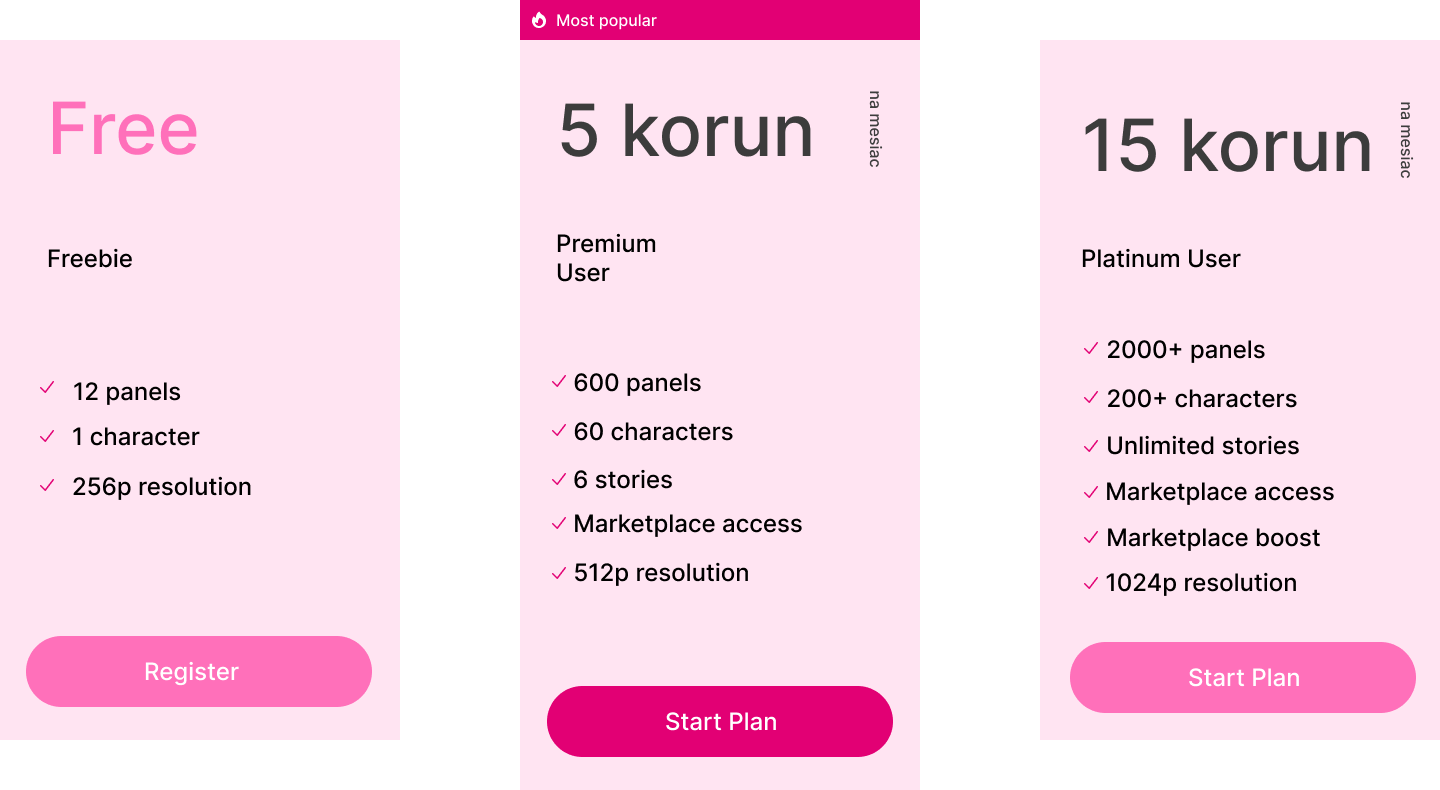 Free
Freebie
12 panels
1 character
256p resolution
Register
Most popular
5 korun
na mesiac
Premium
User
600 panels
60 characters
6 stories
Marketplace access
512p resolution
Start Plan
15 korun
na mesiac
Platinum User
2000+ panels
200+ characters
Unlimited stories
Marketplace access
Marketplace boost
1024p resolution
Start Plan